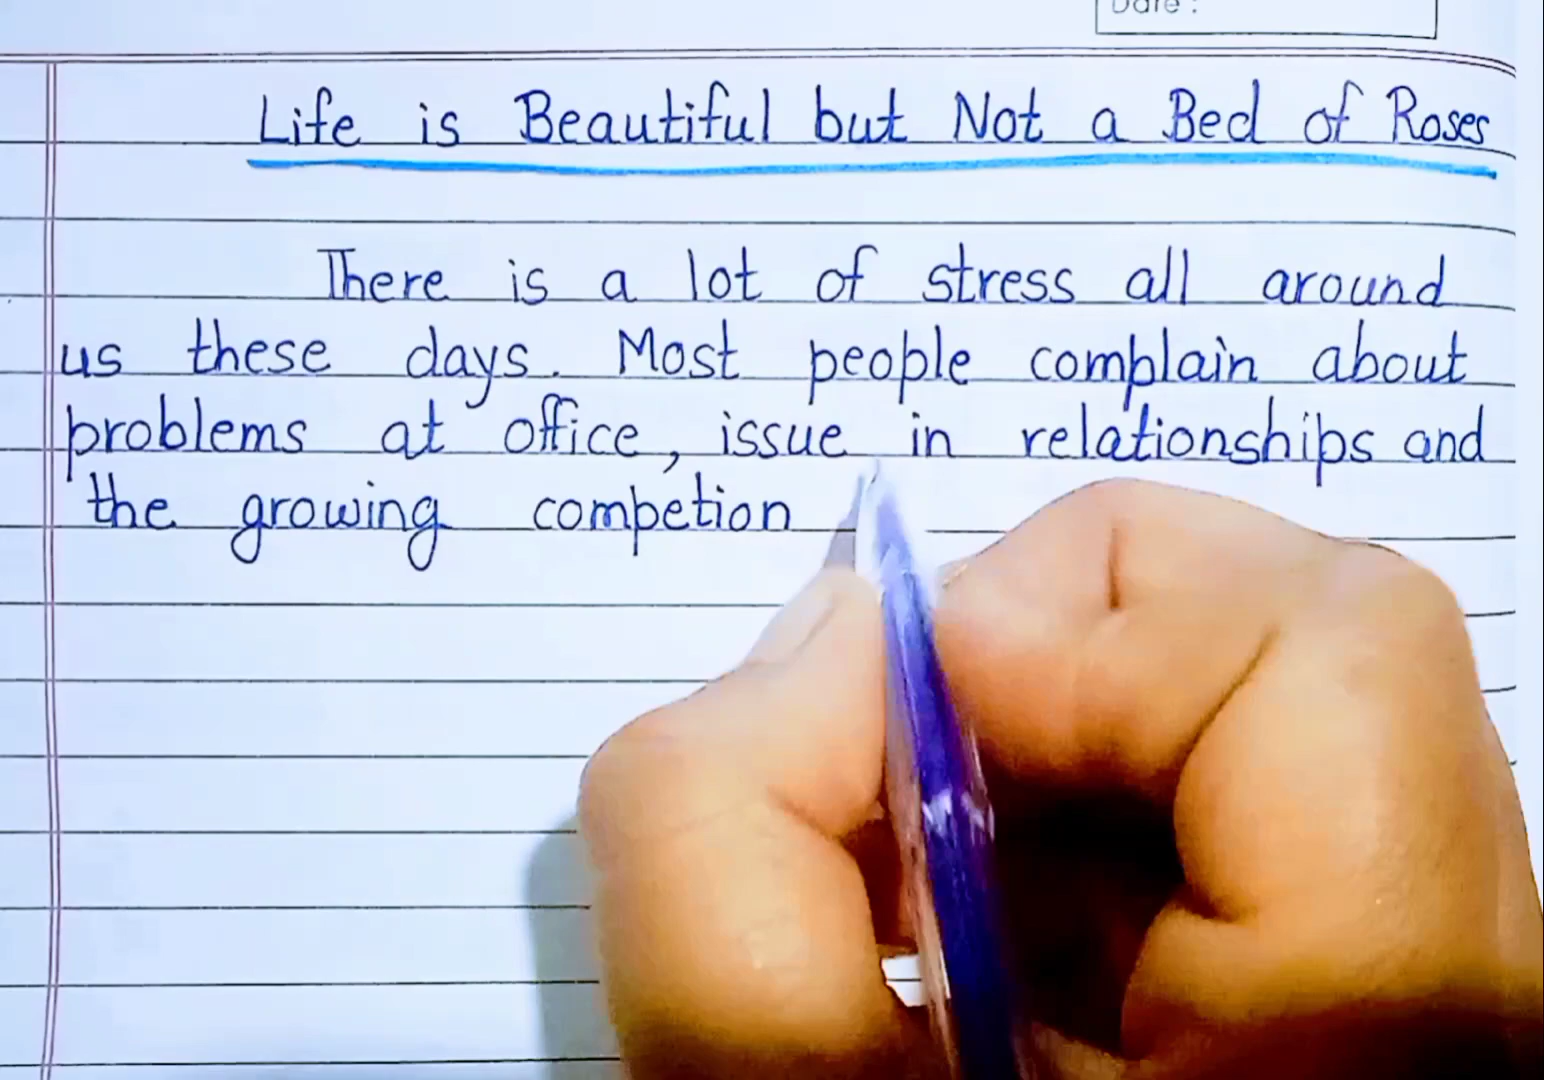 Date :
Life is Beautiful but Not a Bed of Roses
There is a lot of stress all around
us these days. Most people complain about
problems at office, issue in relationships and
the growing competion